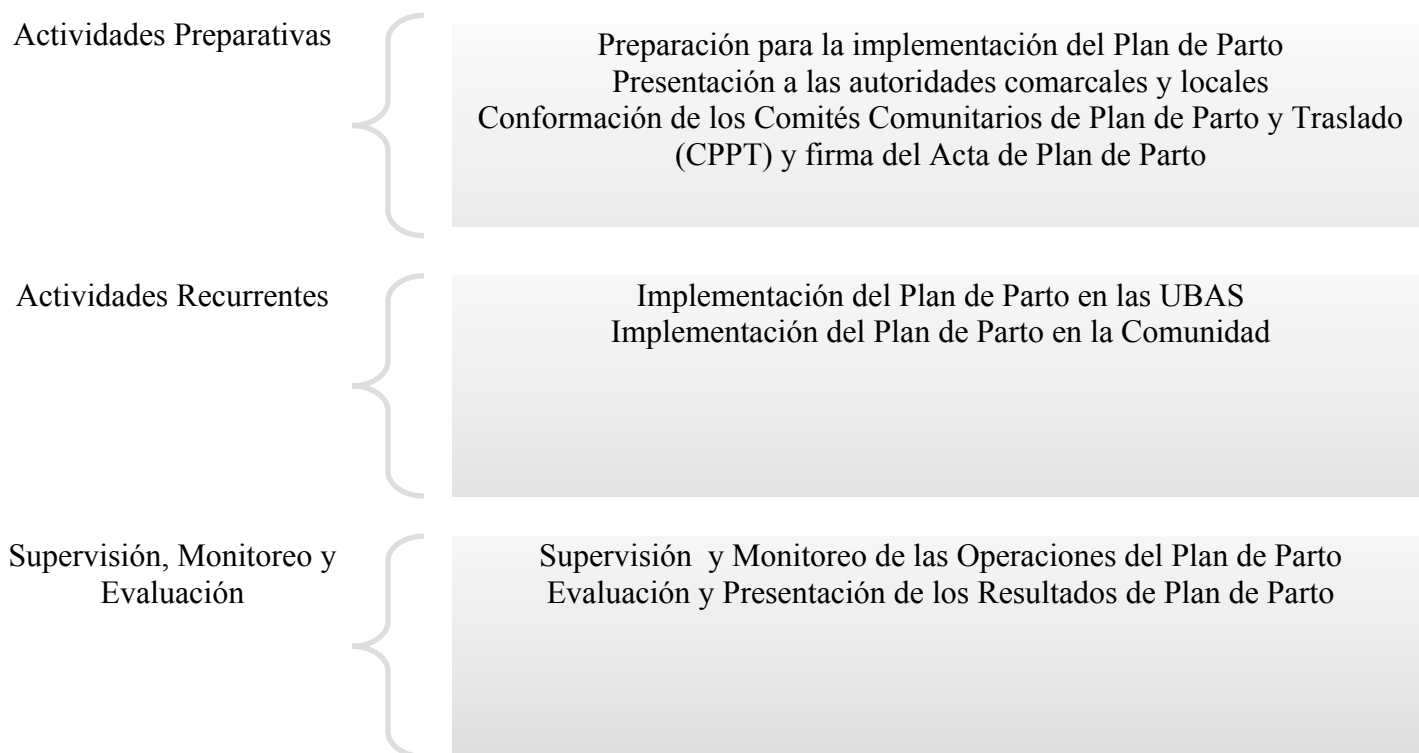 Actividades Preparativas
Preparación para la implementación del Plan de Parto
Presentación a las autoridades comarcales y locales
Conformación de los Comités Comunitarios de Plan de Parto y Traslado
(CPPT) y firma del Acta de Plan de Parto
Actividades Recurrentes
Implementación del Plan de Parto en las UBAS
Implementación del Plan de Parto en la Comunidad
Supervisión, Monitoreo y
Evaluación
Supervisión y Monitoreo de las Operaciones del Plan de Parto
Evaluación y Presentación de los Resultados de Plan de Parto